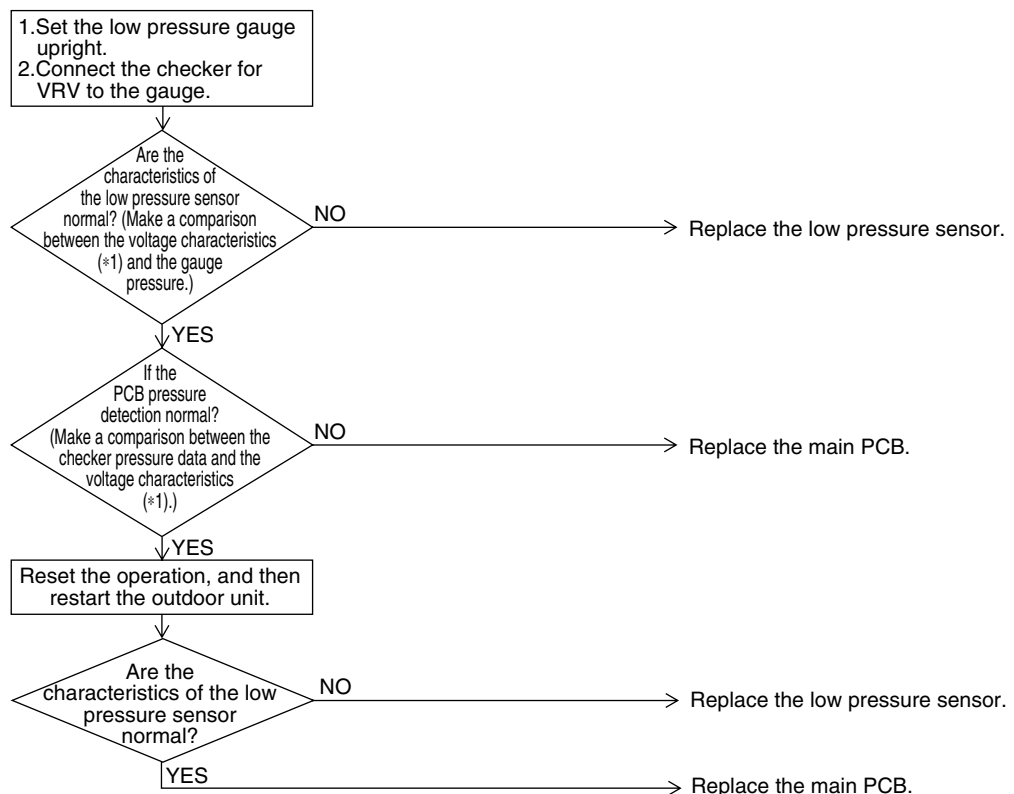 1.Set the low pressure gauge
upright.
2.Connect the checker for
VRV to the gauge.
Are the
characteristics of
the low pressure sensor
normal? (Make a comparison
between the voltage characteristics
(*1) and the gauge
pressure.)
NO
Replace the low pressure sensor.
YES
If the
PCB pressure
detection normal?
(Make a comparison between the
checker pressure data and the
voltage characteristics
(*1).)
NO
Replace the main PCB.
YES
Reset the operation, and then
restart the outdoor unit.
Are the
characteristics of the low
pressure sensor
normal?
NO
Replace the low pressure sensor.
YES
Replace the main PCB.